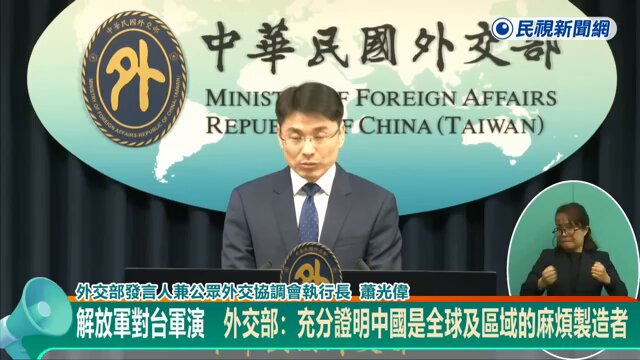 民視新聞網
中華民國外交部
MINISTRY OF FOREIGN AFFAIRS
REPUBLIC OF CHINA (TAIWAN)
外交部發言人兼公眾外交協調會執行長 蕭光偉
解放軍對台軍演 外交部：充分證明中國是全球及區域的麻煩製造者